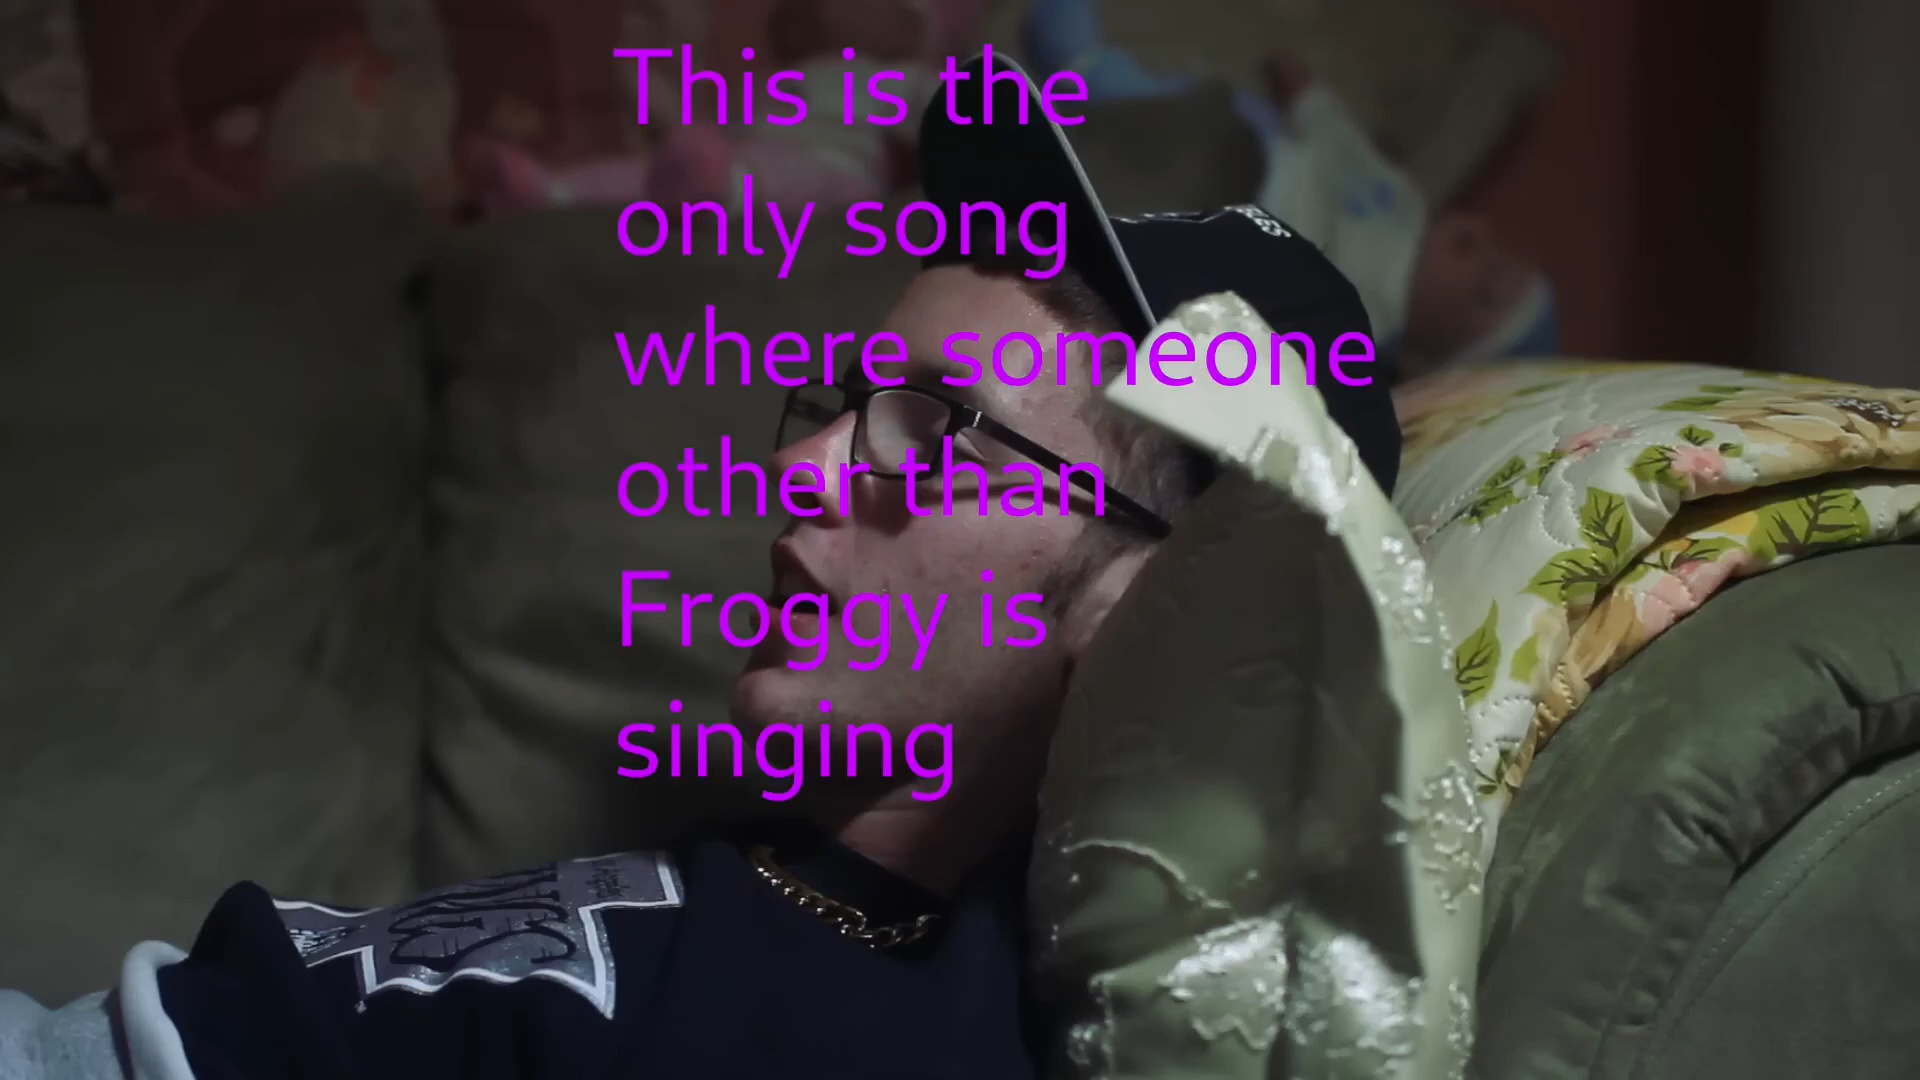 This is the
only song
where someone
other than
Froggy is
singing